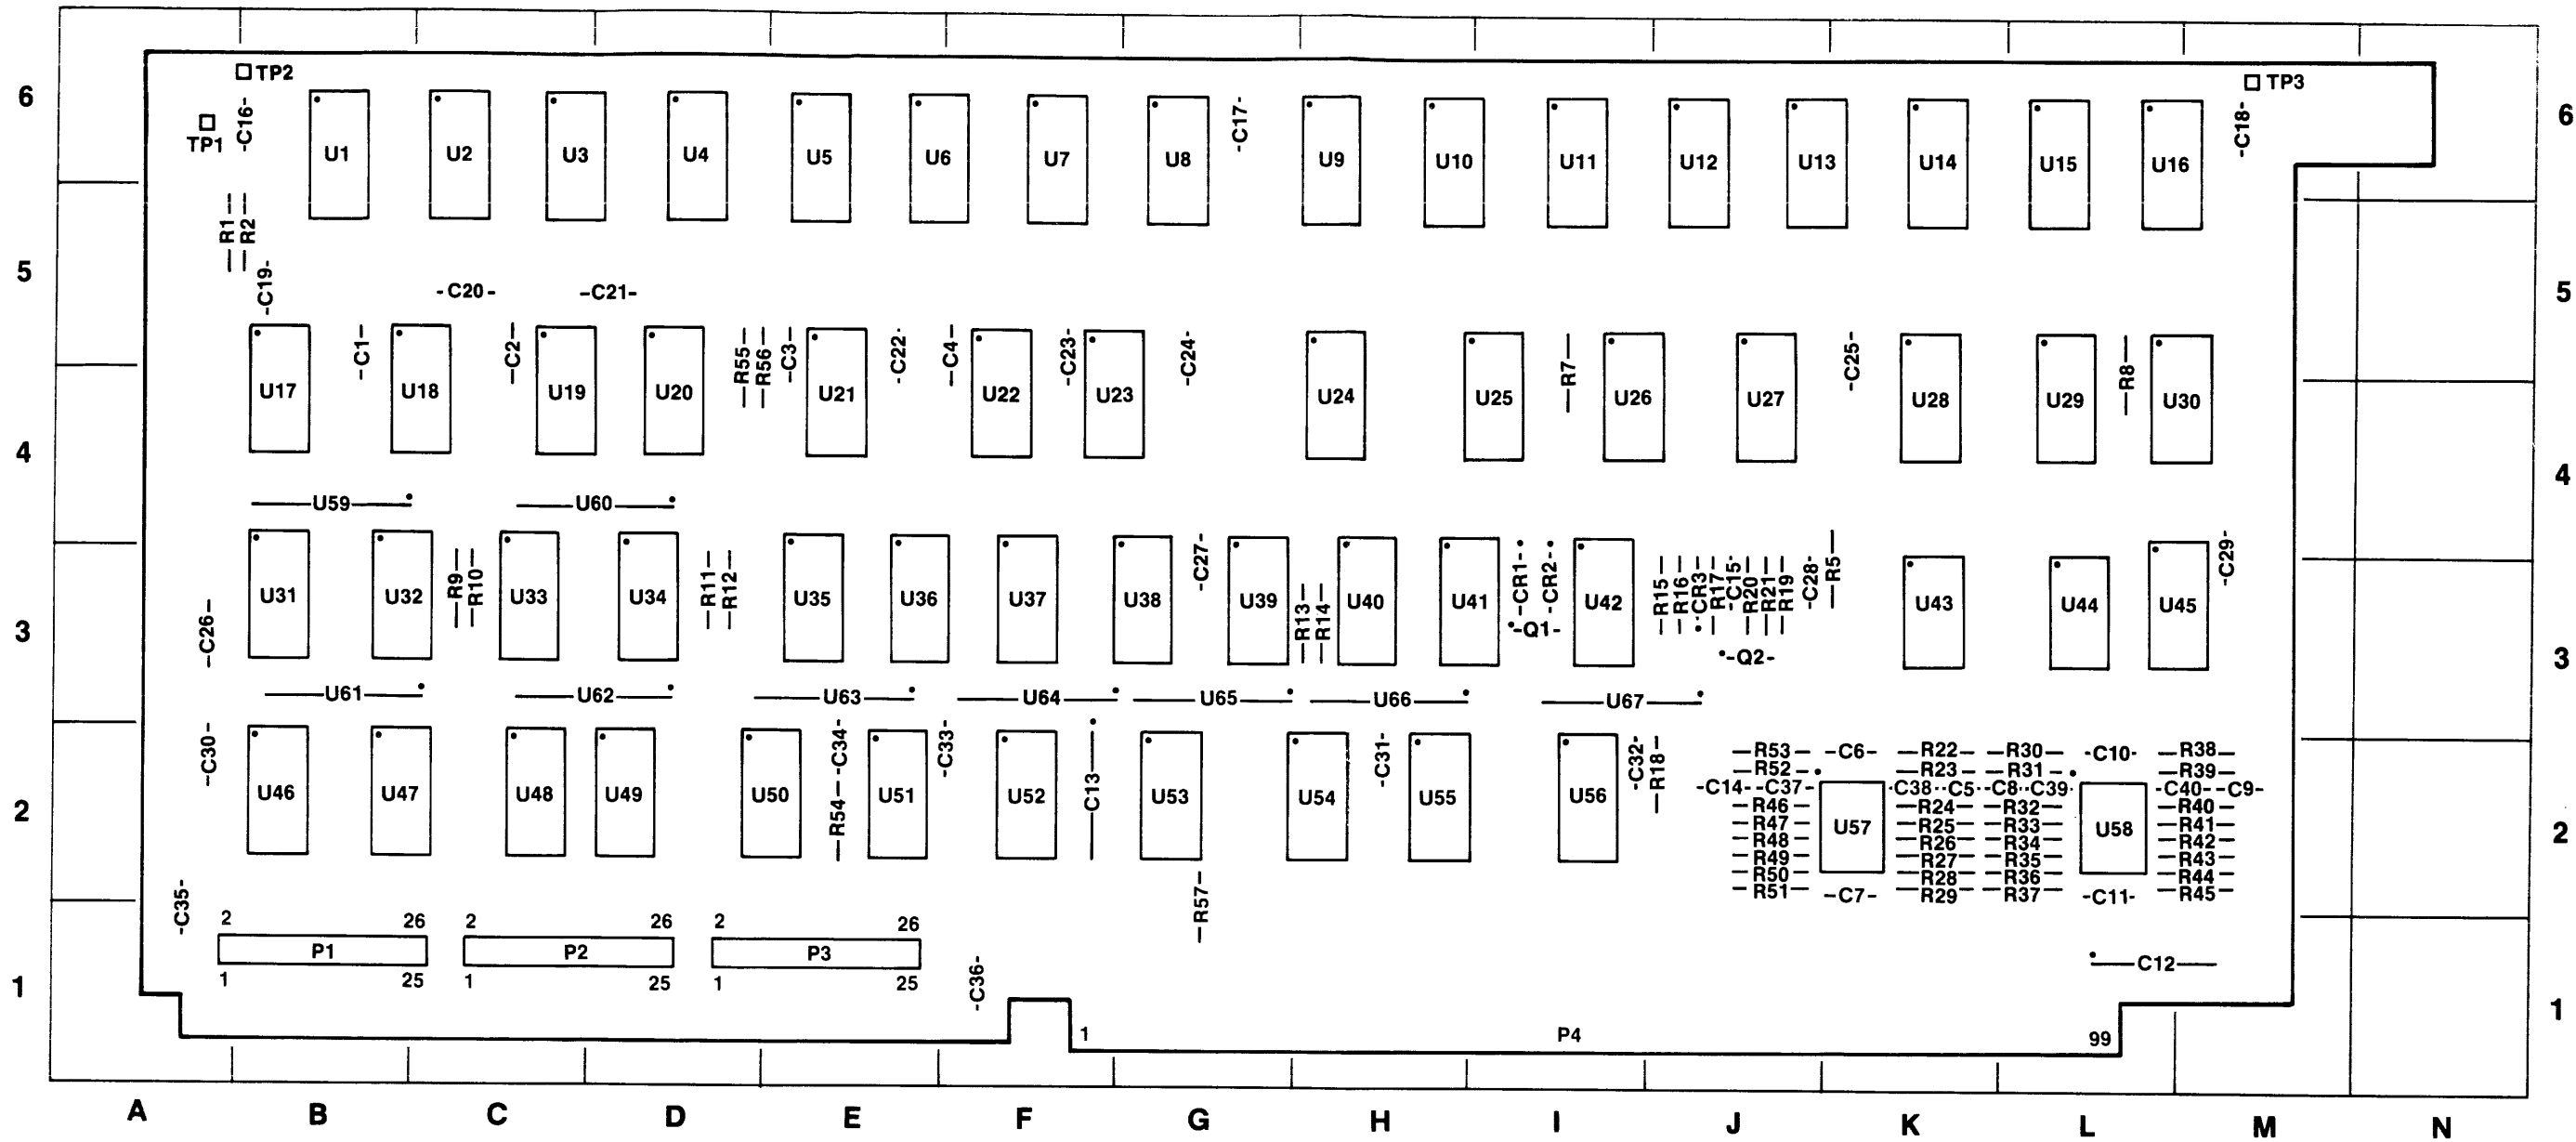 TP2
TP3
6
6
-C16-
TP1
-C17-
-C18-
U1
U2
U3
U4
U5
U6
U7
U8
U9
U10
U11
U12
U13
U14
U15
U16
R1
R2
5
5
-C19-
-C20-
-C21-
-C1-
-C2-
R55
R56
-C3-
-C22-
-C4-
-C23-
-C24-
R7
-C25-
R8
U17
U18
U19
U20
U21
U22
U23
U24
U25
U26
U27
U28
U29
U30
4
4
U59
U60
U31
U32
R9
R10
U33
U34
R11
R12
U35
U36
U37
U38
-C27-
U39
R13
R14
U40
U41
-CR1-
-CR2-
U42
R15
R16
-CR3-
R17
-C15-
R20
R21
R19
-C28-
R5
U43
U44
U45
-C29-
3
3
-C26-
-Q1-
-Q2-
U61
U62
U63
U64
U65
U66
U67
-C30-
-C34-
-C33-
C13
-C31-
-C32-
R18
R53
-C6-
R22
R30
-C10-
R38
R52
R23
R31
R39
-C14-
-C37-
-C38-
-C5-
-C8-
-C39-
-C40-
-C9-
2
2
U46
U47
U48
U49
U50
R54
U51
U52
U53
U54
U55
U56
U57
U58
R46
R24
R32
R40
R47
R25
R33
R41
R48
R26
R34
R42
R49
R27
R35
R43
R50
R28
R36
R44
R51
-C7-
R29
R37
-C11-
R45
-C35-
R57
2 26
2 26
2 26
P1
P2
P3
1 25
1 25
1 25
-C36-
C12
1
1
1 P4 99
A B C D E F G H I J K L M N